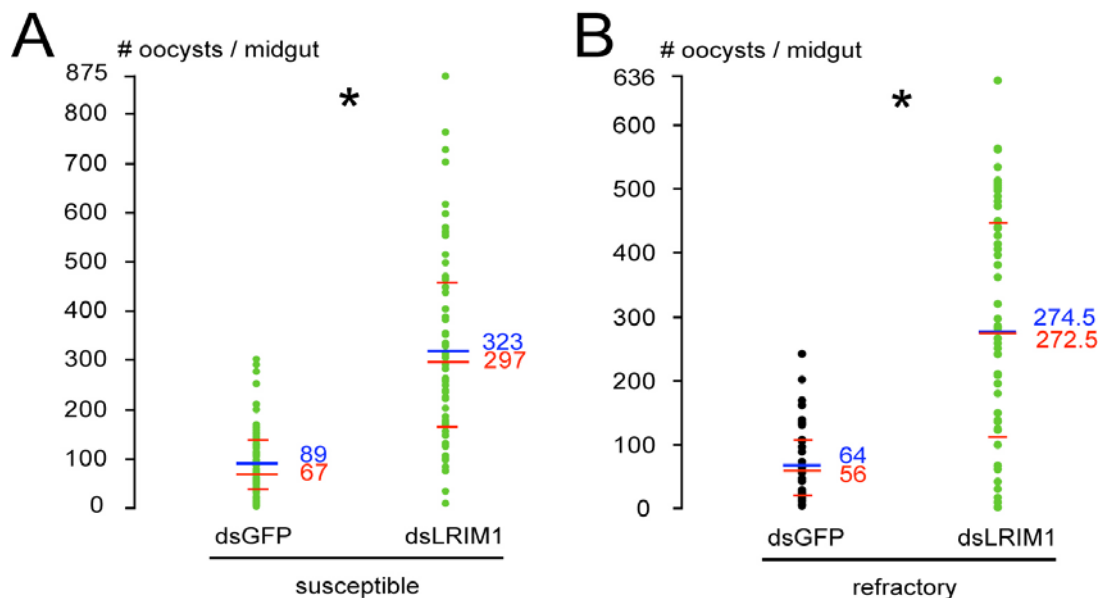 A
# oocysts / midgut
875
800
700
600
500
400
300
200
100
0
*
89
67
323
297
dsGFP
dsLRIM1
susceptible
B
# oocysts / midgut
636
600
500
400
300
200
100
0
*
64
56
274.5
272.5
dsGFP
dsLRIM1
refractory